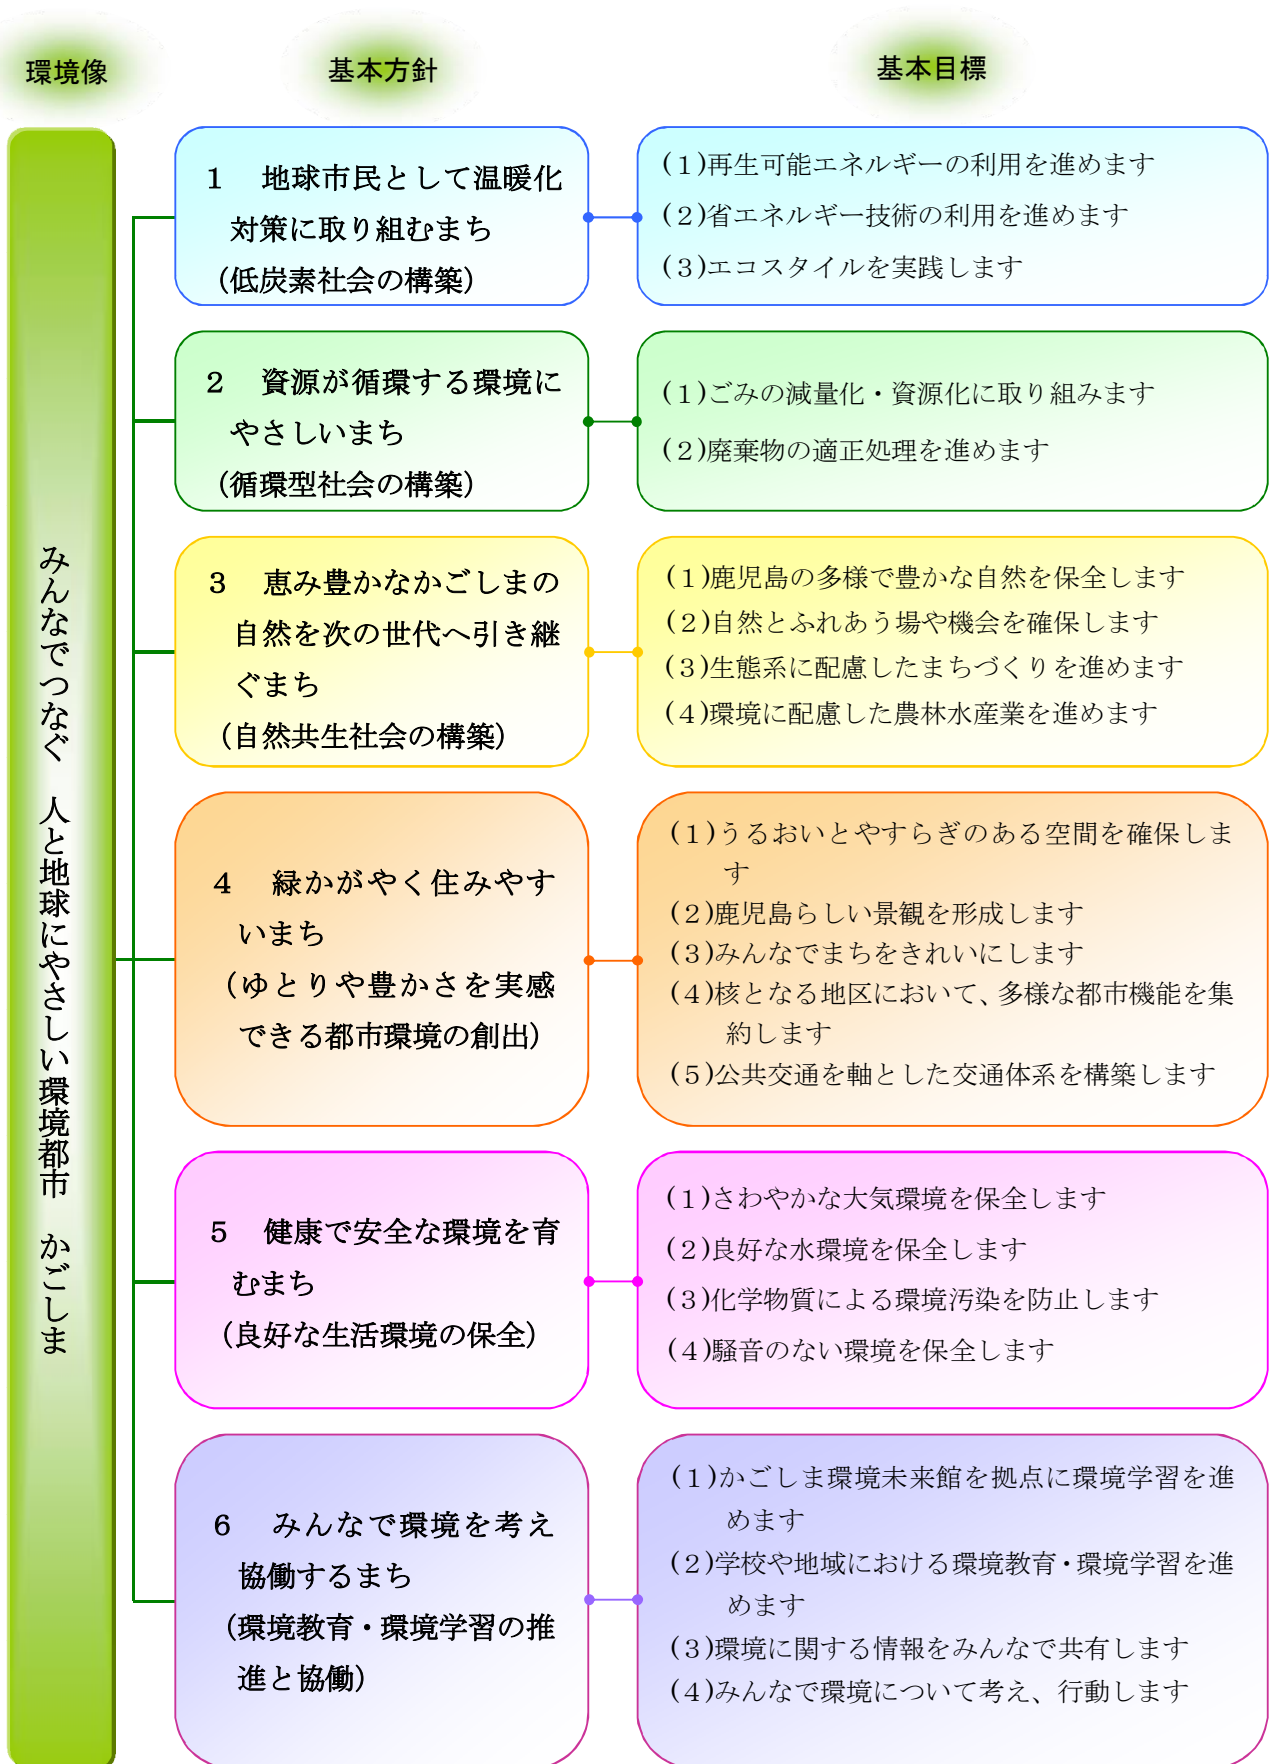 環境像
基本方針
基本目標
みんなでつなぐ　人と地球にやさしい環境都市　かごしま
１　地球市民として温暖化
対策に取り組むまち
（低炭素社会の構築）
(１)再生可能エネルギーの利用を進めます
(２)省エネルギー技術の利用を進めます
(３)エコスタイルを実践します
２　資源が循環する環境に
やさしいまち
（循環型社会の構築）
(１)ごみの減量化・資源化に取り組みます
(２)廃棄物の適正処理を進めます
３　恵み豊かなかごしまの
自然を次の世代へ引き継
ぐまち
（自然共生社会の構築）
(１)鹿児島の多様で豊かな自然を保全します
(２)自然とふれあう場や機会を確保します
(３)生態系に配慮したまちづくりを進めます
(４)環境に配慮した農林水産業を進めます
４　緑かがやく住みやす
いまち
（ゆとりや豊かさを実感
できる都市環境の創出）
(１)うるおいとやすらぎのある空間を確保しま
す
(２)鹿児島らしい景観を形成します
(３)みんなでまちをきれいにします
(４)核となる地区において、多様な都市機能を集
約します
(５)公共交通を軸とした交通体系を構築します
５　健康で安全な環境を育
むまち
（良好な生活環境の保全）
(１)さわやかな大気環境を保全します
(２)良好な水環境を保全します
(３)化学物質による環境汚染を防止します
(４)騒音のない環境を保全します
６　みんなで環境を考え
協働するまち
（環境教育・環境学習の推
進と協働）
(１)かごしま環境未来館を拠点に環境学習を進
めます
(２)学校や地域における環境教育・環境学習を進
めます
(３)環境に関する情報をみんなで共有します
(４)みんなで環境について考え、行動します